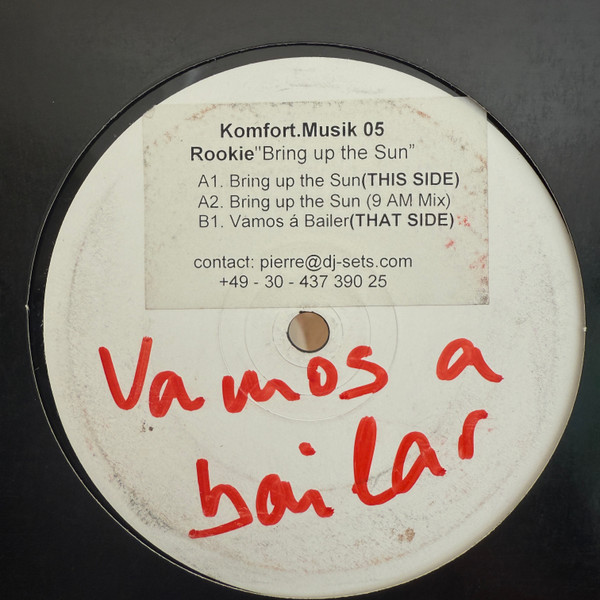 Komfort.Musik 05
Rookie"Bring up the Sun”
A1. Bring up the Sun(THIS SIDE)
A2. Bring up the Sun (9 AM Mix)
B1. Vamos á Bailer(THAT SIDE)
contact: pierre@dj-sets.com
+49 - 30 - 437 390 25
Vamos a
bailar